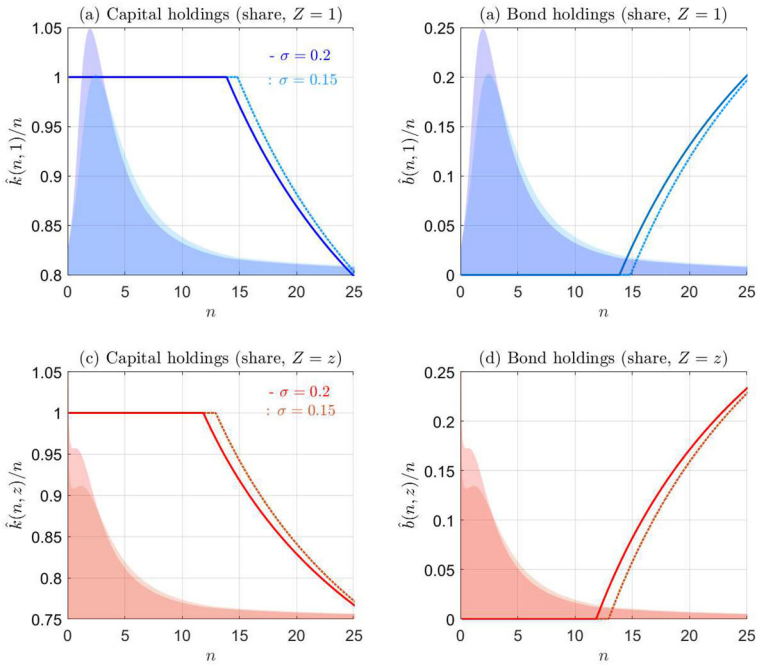 (a) Capital holdings (share, Z = 1)
1.05
1
0.95
0.9
0.85
0.8
k̂(n, 1)/n
- σ = 0.2
: σ = 0.15
0 5 10 15 20 25
n
(a) Bond holdings (share, Z = 1)
0.25
0.2
0.15
0.1
0.05
0
b̂(n, 1)/n
0 5 10 15 20 25
n
(c) Capital holdings (share, Z = z)
1.05
1
0.95
0.9
0.85
0.8
0.75
k̂(n, z)/n
- σ = 0.2
: σ = 0.15
0 5 10 15 20 25
n
(d) Bond holdings (share, Z = z)
0.25
0.2
0.15
0.1
0.05
0
b̂(n, z)/n
0 5 10 15 20 25
n